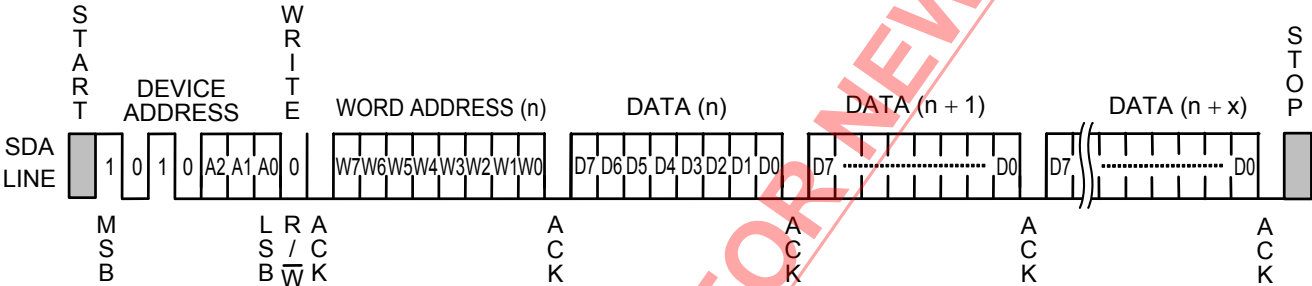 START
WRITE
STOP
DEVICE
ADDRESS
WORD ADDRESS (n)
DATA (n)
DATA (n + 1)
DATA (n + x)
SDA
LINE
1 0 1 0 A2 A1 A0 0
W7 W6 W5 W4 W3 W2 W1 W0
D7 D6 D5 D4 D3 D2 D1 D0
D7 D0
D7 D0
MSB
LSB
R/W̅
ACK
ACK
ACK
ACK
ACK
FOR NEW